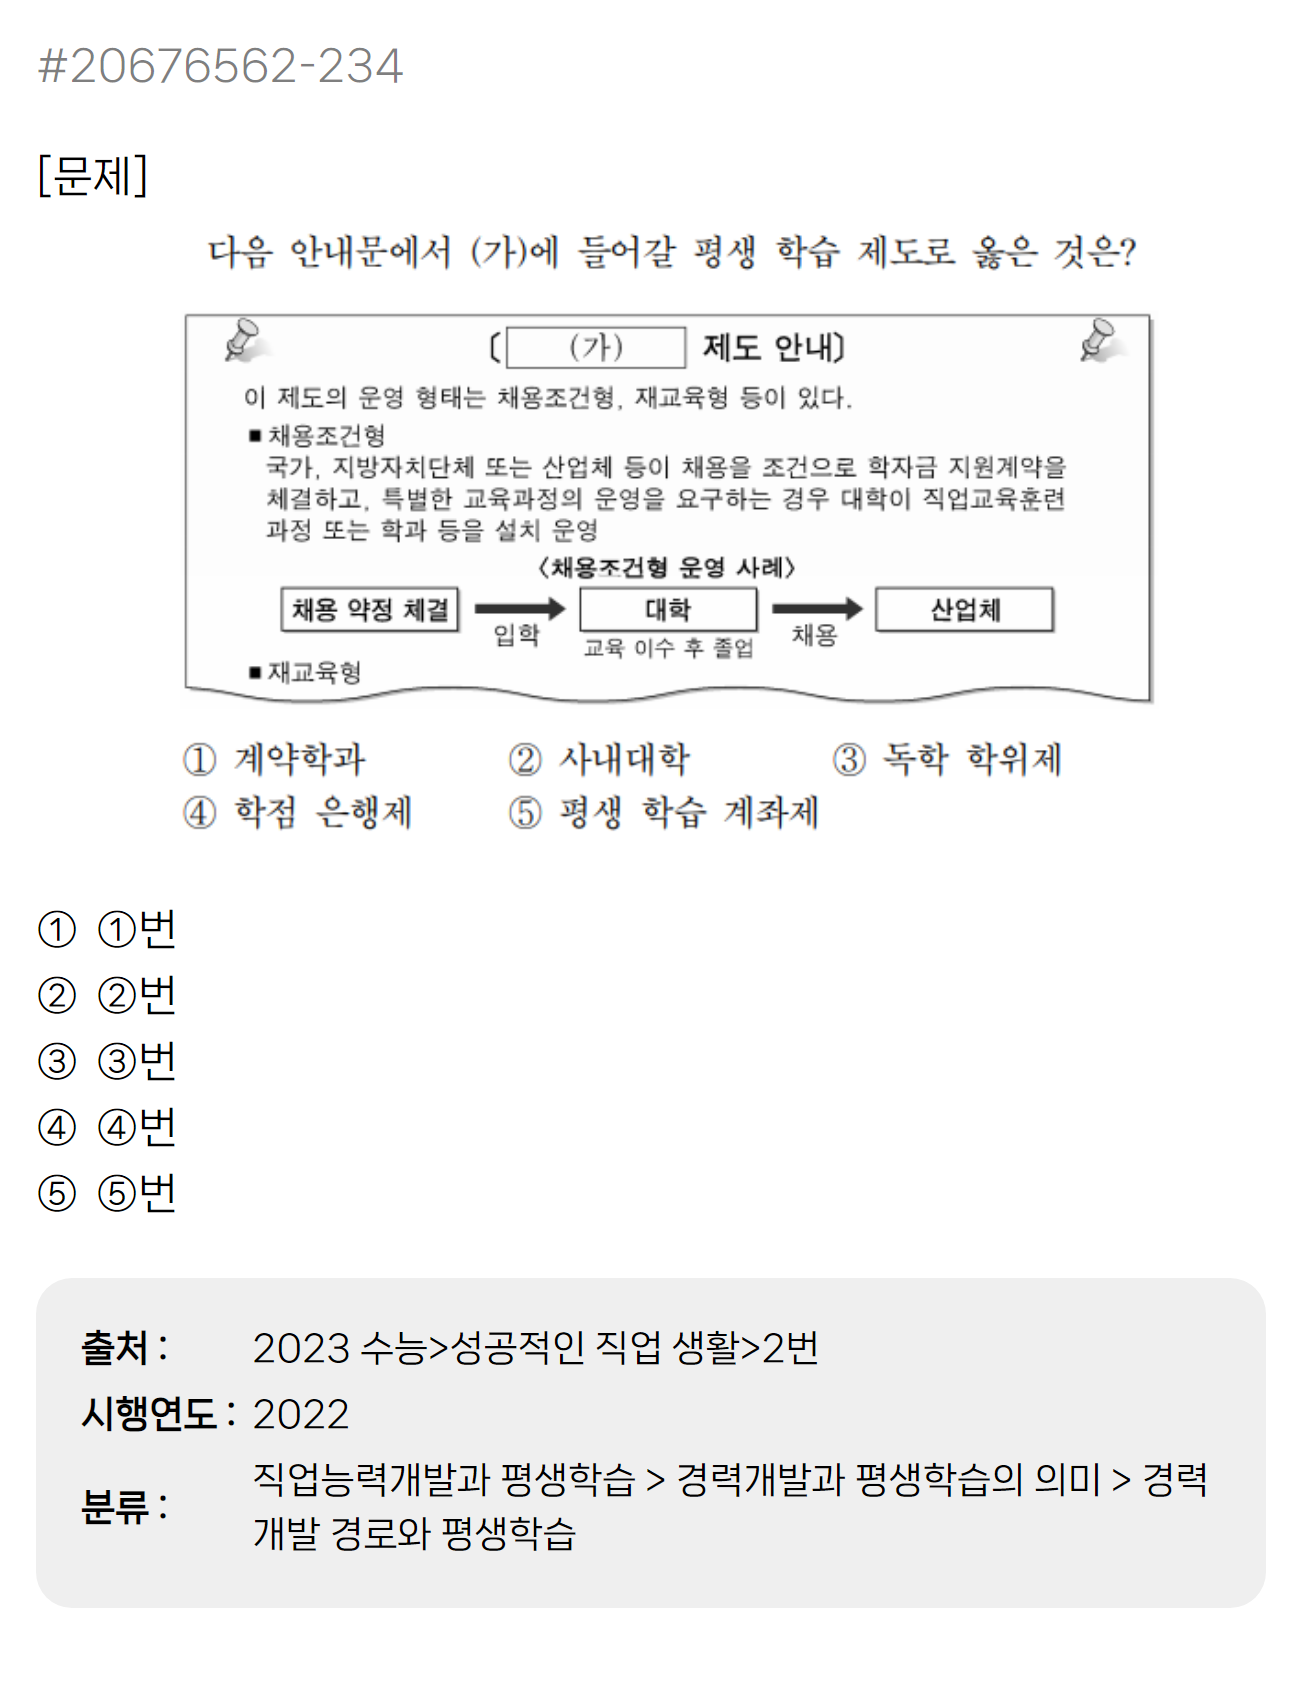 #20676562-234
[문제]
다음 안내문에서 (가)에 들어갈 평생 학습 제도로 옳은 것은?
〔 (가) 제도 안내〕
이 제도의 운영 형태는 채용조건형, 재교육형 등이 있다.
■ 채용조건형
국가, 지방자치단체 또는 산업체 등이 채용을 조건으로 학자금 지원계약을
체결하고, 특별한 교육과정의 운영을 요구하는 경우 대학이 직업교육훈련
과정 또는 학과 등을 설치 운영
〈채용조건형 운영 사례〉
채용 약정 체결 대학 산업체
입학 채용
교육 이수 후 졸업
■ 재교육형
① 계약학과 ② 사내대학 ③ 독학 학위제
④ 학점 은행제 ⑤ 평생 학습 계좌제
① ①번
② ②번
③ ③번
④ ④번
⑤ ⑤번
출처 : 2023 수능>성공적인 직업 생활>2번
시행연도 : 2022
분류 : 직업능력개발과 평생학습 > 경력개발과 평생학습의 의미 > 경력
개발 경로와 평생학습